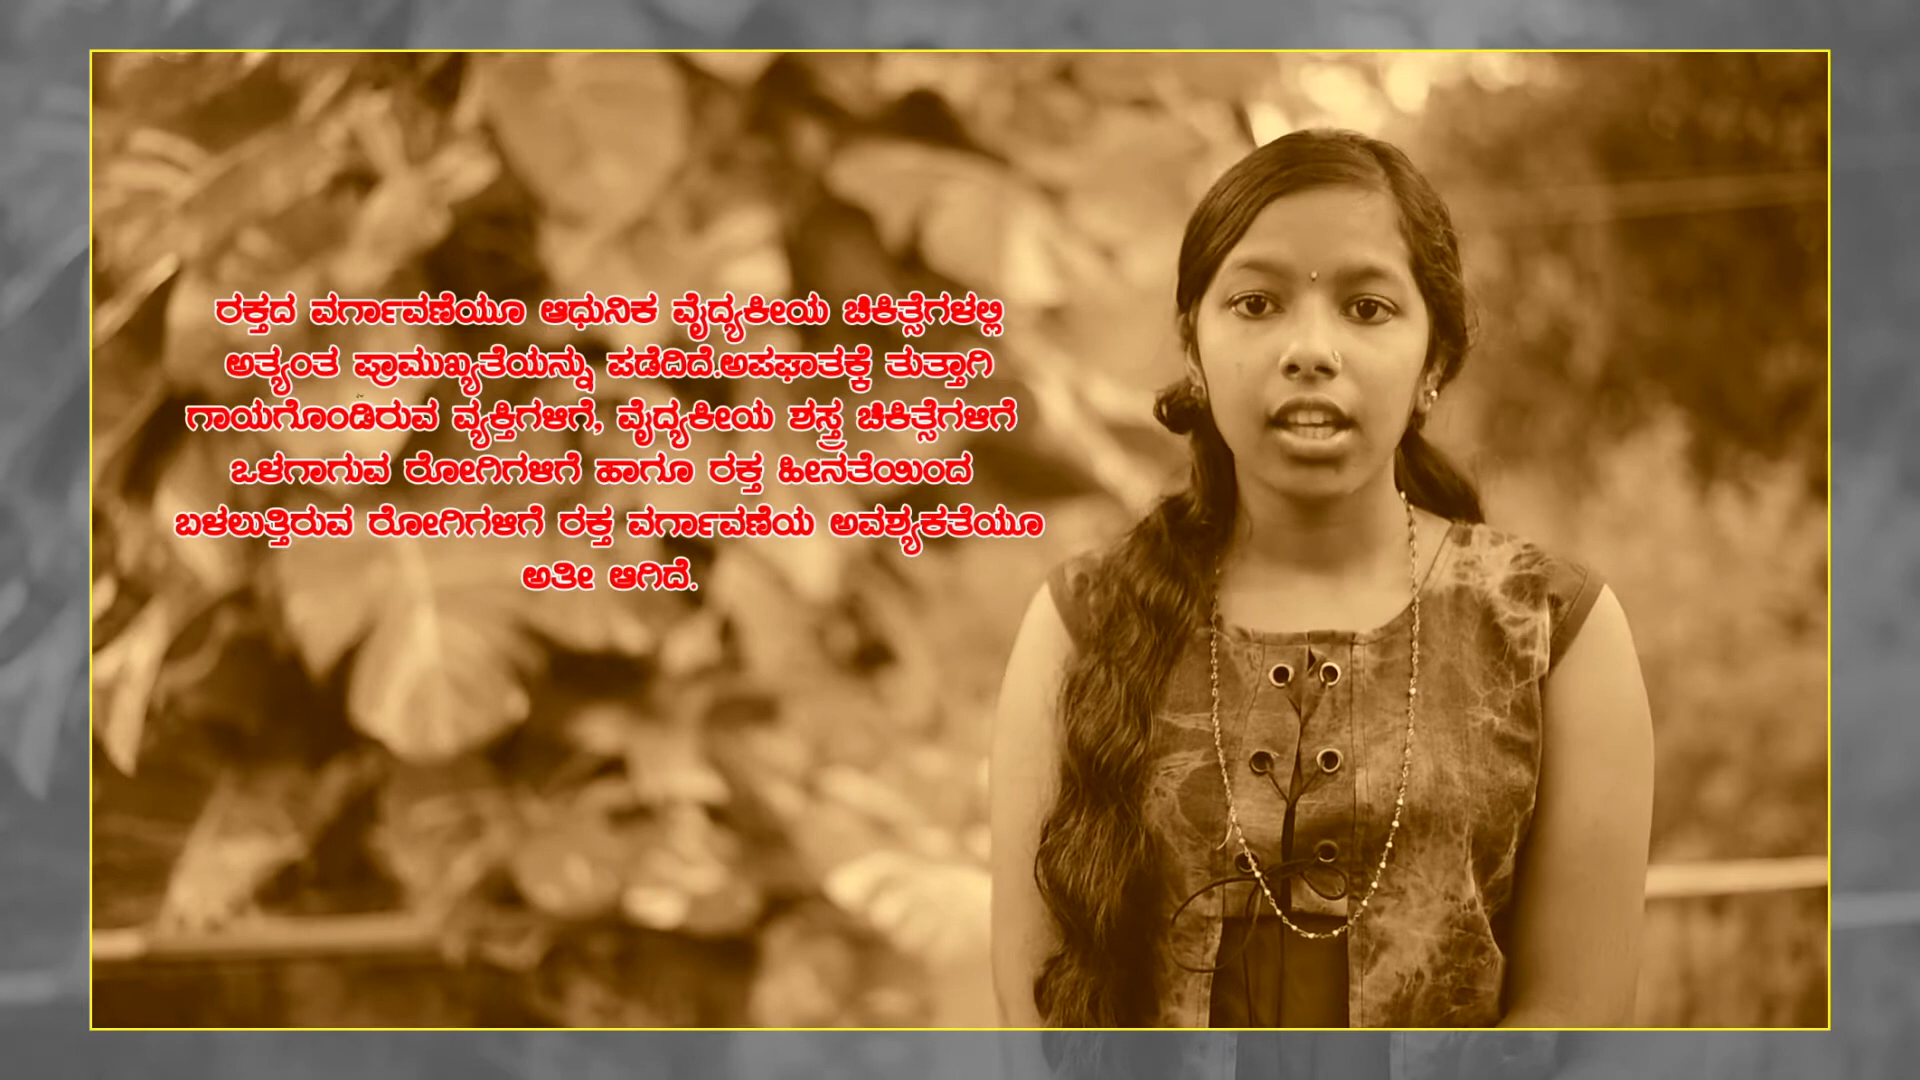 ರಕ್ತದ ವರ್ಗಾವಣೆಯೂ ಆಧುನಿಕ ವೈದ್ಯಕೀಯ ಚಿಕಿತ್ಸೆಗಳಲ್ಲಿ
ಅತ್ಯಂತ ಪ್ರಾಮುಖ್ಯತೆಯನ್ನು ಪಡೆದಿದೆ.ಅಪಘಾತಕ್ಕೆ ತುತ್ತಾಗಿ
ಗಾಯಗೊಂಡಿರುವ ವ್ಯಕ್ತಿಗಳಿಗೆ, ವೈದ್ಯಕೀಯ ಶಸ್ತ್ರ ಚಿಕಿತ್ಸೆಗಳಿಗೆ
ಒಳಗಾಗುವ ರೋಗಿಗಳಿಗೆ ಹಾಗೂ ರಕ್ತ ಹೀನತೆಯಿಂದ
ಬಳಲುತ್ತಿರುವ ರೋಗಿಗಳಿಗೆ ರಕ್ತ ವರ್ಗಾವಣೆಯ ಅವಶ್ಯಕತೆಯೂ
ಅತೀ ಆಗಿದೆ.